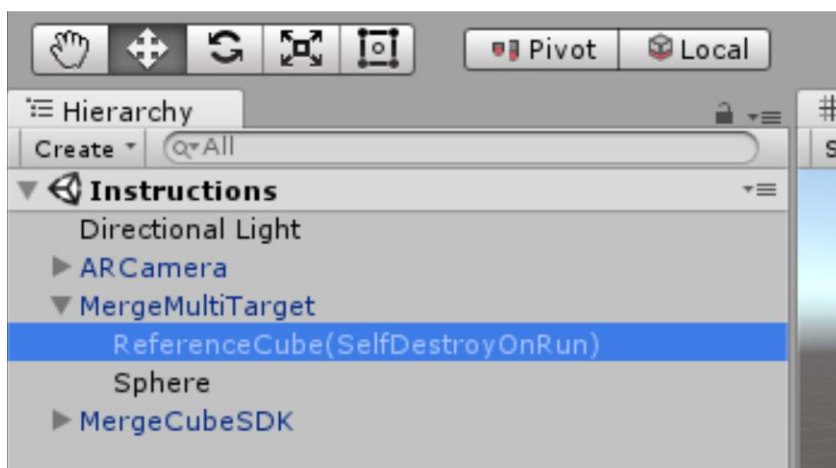 Pivot Local
Hierarchy
Create All
Instructions
Directional Light
ARCamera
MergeMultiTarget
ReferenceCube(SelfDestroyOnRun)
Sphere
MergeCubeSDK